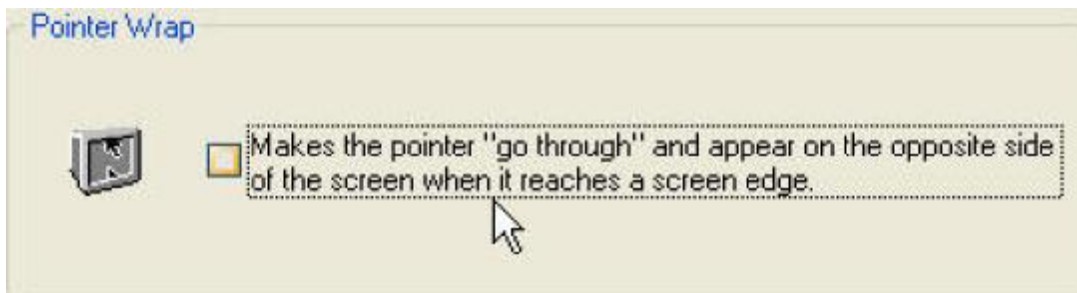 Pointer Wrap
Makes the pointer "go through" and appear on the opposite side
of the screen when it reaches a screen edge.